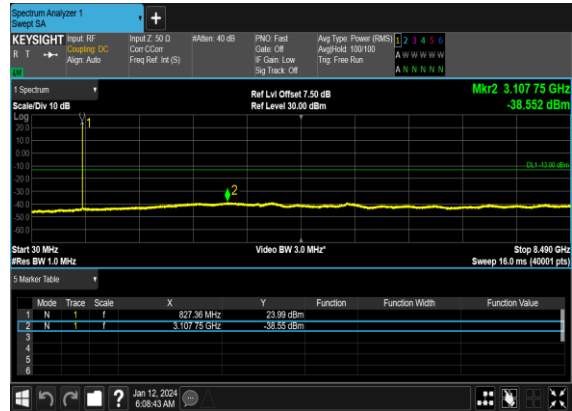 Spectrum Analyzer 1
Swept SA
+
KEYSIGHT
R T
Input: RF
Coupling: DC
Align: Auto
Input Z: 50 Ω
Corr CCorr
Freq Ref: Int (S)
#Atten: 40 dB
PNO: Fast
Gate: Off
IF Gain: Low
Sig Track: Off
Avg Type: Power (RMS)
Avg|Hold: 100/100
Trig: Free Run
1 2 3 4 5 6
A W W W W W
A N N N N N
1 Spectrum
Scale/Div 10 dB
Ref Lvl Offset 7.50 dB
Ref Level 30.00 dBm
Mkr2 3.107 75 GHz
-38.552 dBm
Log
20.0
10.0
0.00
-10.0
-20.0
-30.0
-40.0
-50.0
-60.0
1
2
DL1 -13.00 dBm
Start 30 MHz
#Res BW 1.0 MHz
Video BW 3.0 MHz*
Stop 8.490 GHz
Sweep 16.0 ms (40001 pts)
5 Marker Table
Mode Trace Scale X Y Function Function Width Function Value
1 N 1 f 827.36 MHz 23.99 dBm
2 N 1 f 3.107 75 GHz -38.55 dBm
3
4
5
6
?
Jan 12, 2024
6:08:43 AM